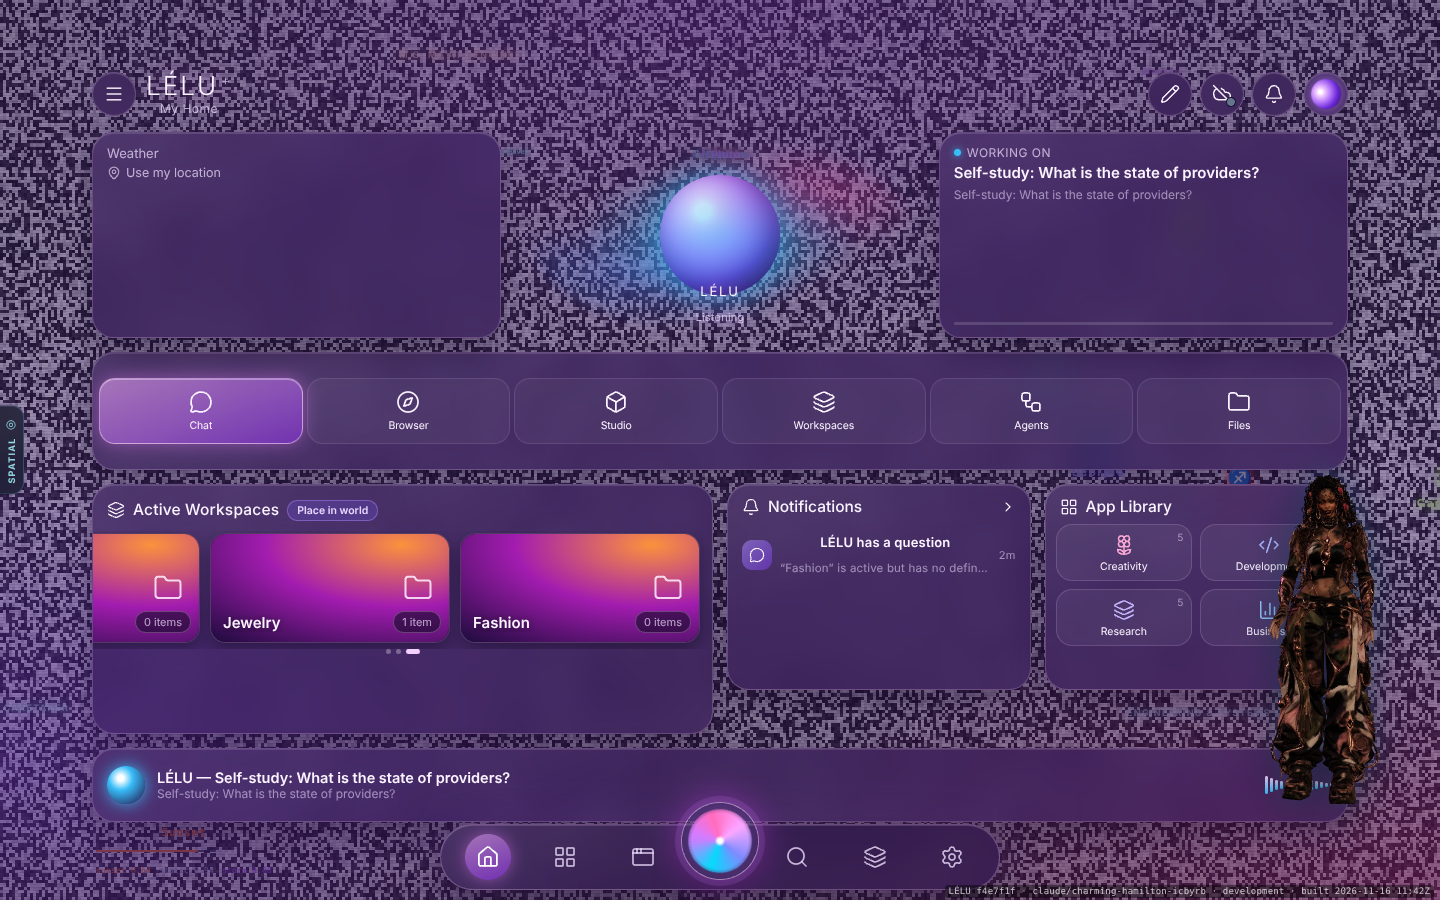 LÉLU
My Home
Weather
Use my location
LÉLU
Listening
WORKING ON
Self-study: What is the state of providers?
Self-study: What is the state of providers?
SPATIAL
Chat
Browser
Studio
Workspaces
Agents
Files
Active Workspaces
Place in world
0 items
Jewelry
1 item
Fashion
0 items
Notifications
LÉLU has a question
2m
“Fashion” is active but has no defin...
App Library
5
Creativity
Developm
5
Research
Busi
LÉLU — Self-study: What is the state of providers?
Self-study: What is the state of providers?
LÉLU f4e7f1f · claude/charming-hamilton-icbyrb · development · built 2026-11-16 11:42Z